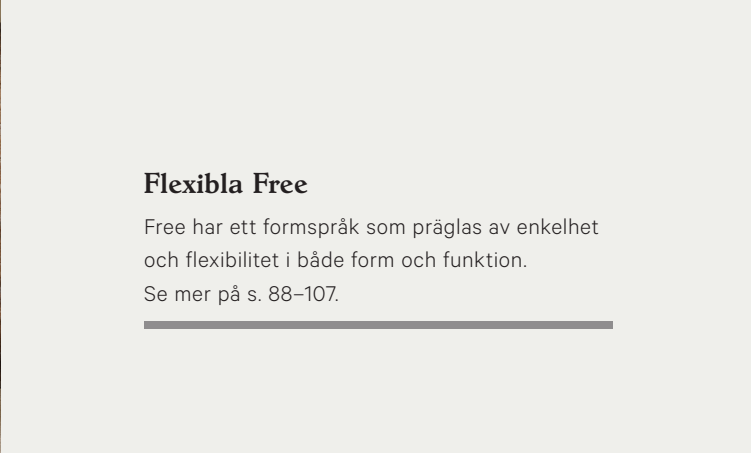 Flexibla Free
Free har ett formspråk som präglas av enkelhet
och flexibilitet i både form och funktion.
Se mer på s. 88–107.